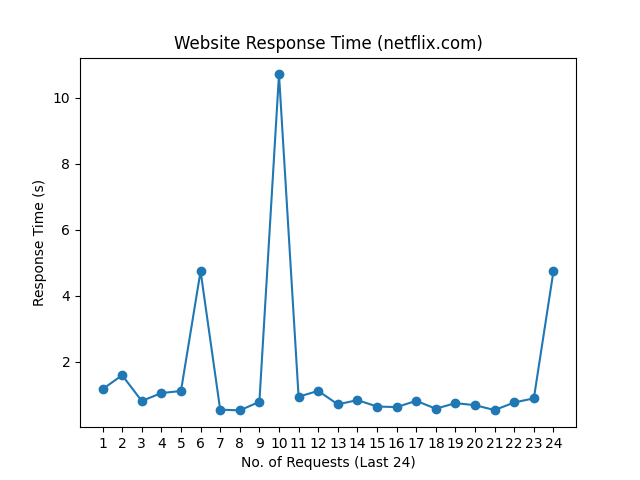 Website Response Time (netflix.com)
Response Time (s)
10
8
6
4
2
1 2 3 4 5 6 7 8 9 10 11 12 13 14 15 16 17 18 19 20 21 22 23 24
No. of Requests (Last 24)